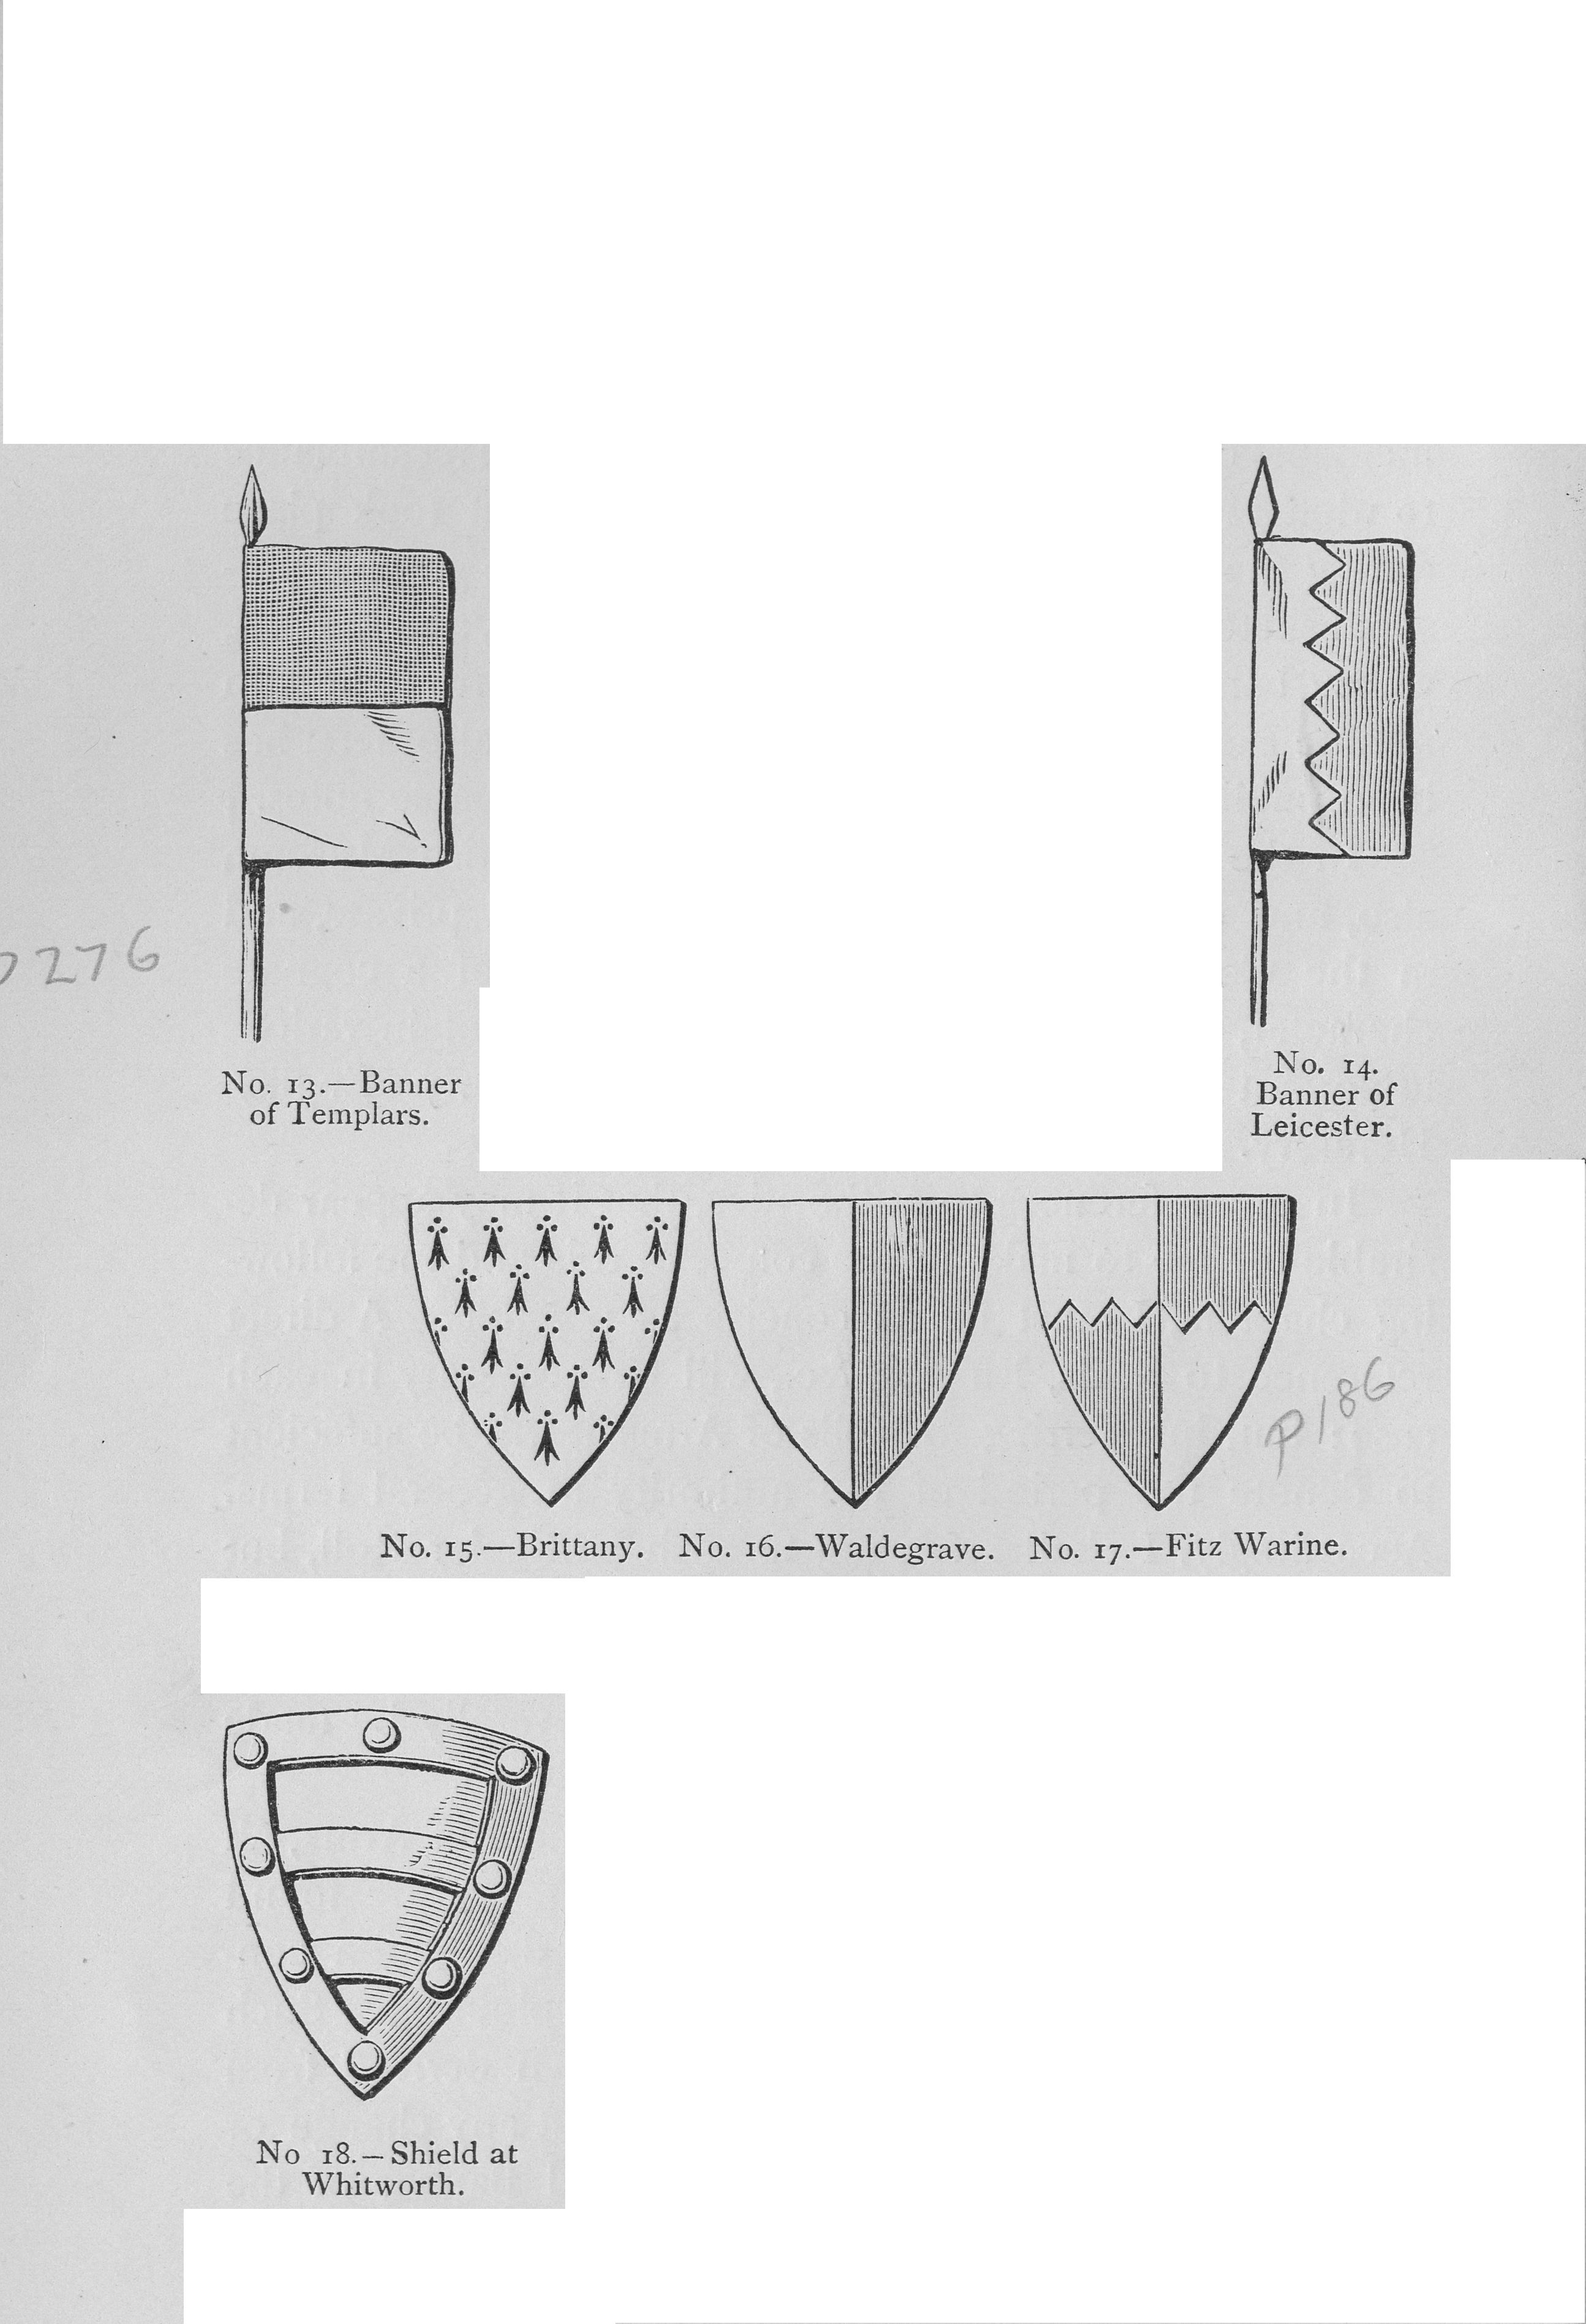 No. 13.—Banner
of Templars.
No. 14.
Banner of
Leicester.
276
No. 15.—Brittany. No. 16.—Waldegrave. No. 17.—Fitz Warine.
P186
No 18.—Shield at
Whitworth.